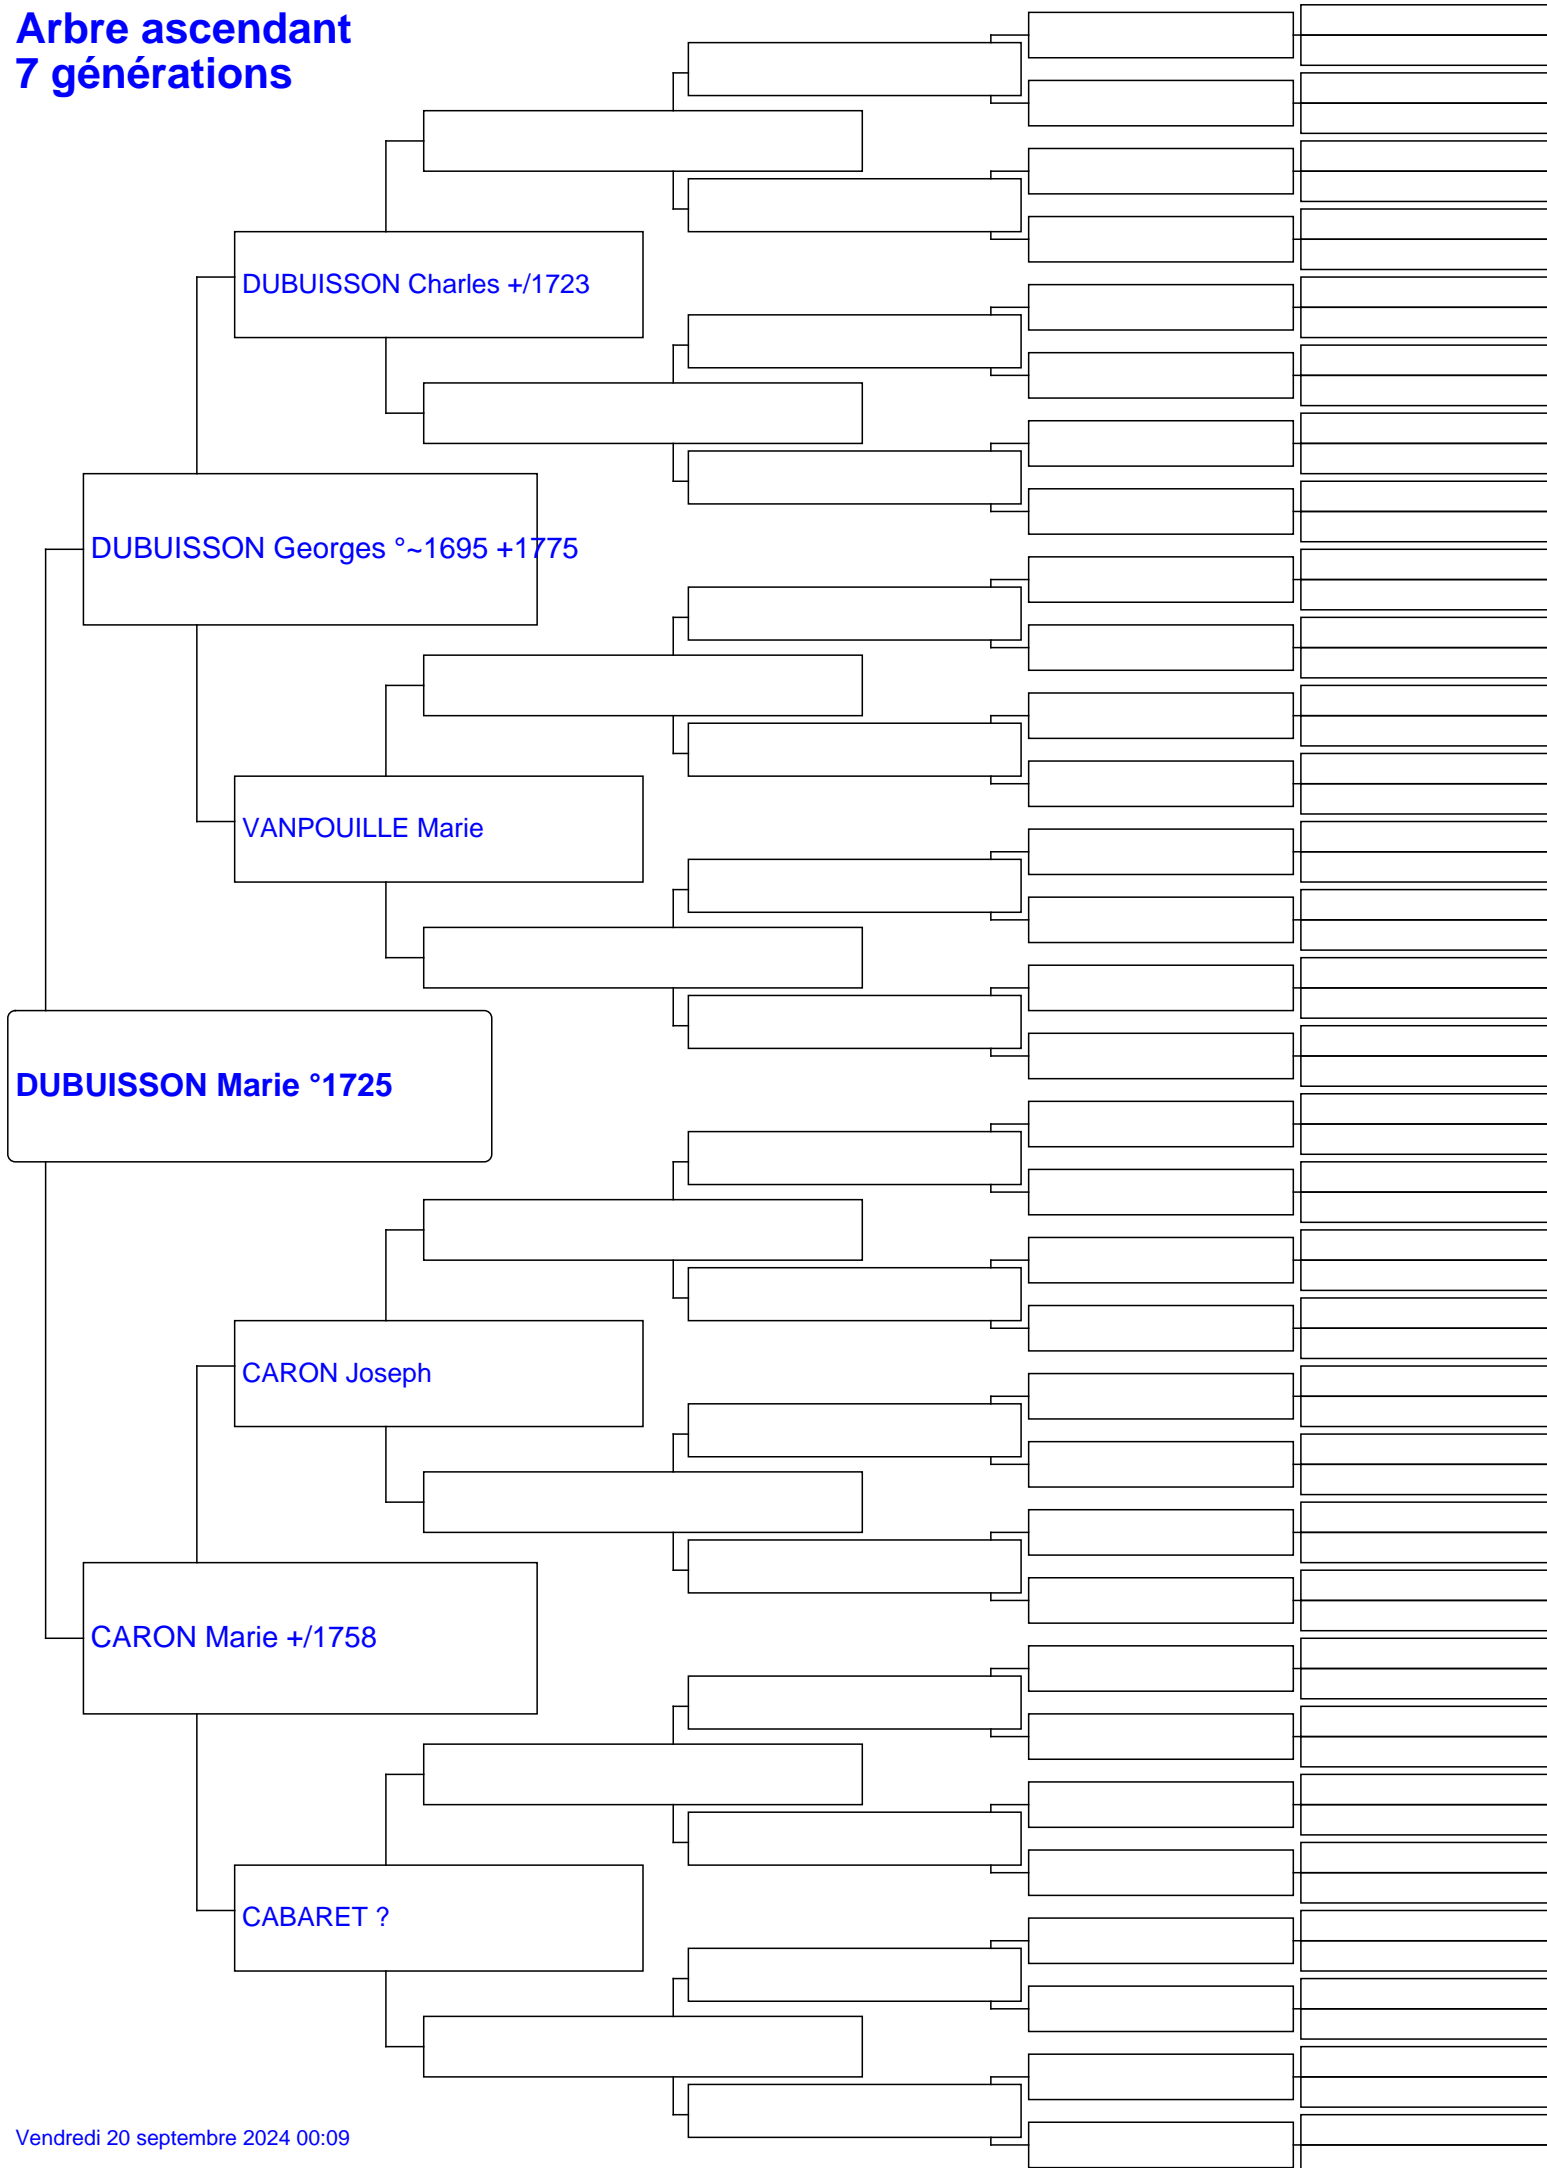 Arbre ascendant
7 générations
DUBUISSON Charles +/1723
DUBUISSON Georges °~1695 +1775
VANPOUILLE Marie
DUBUISSON Marie °1725
CARON Joseph
CARON Marie +/1758
CABARET ?
Vendredi 20 septembre 2024 00:09